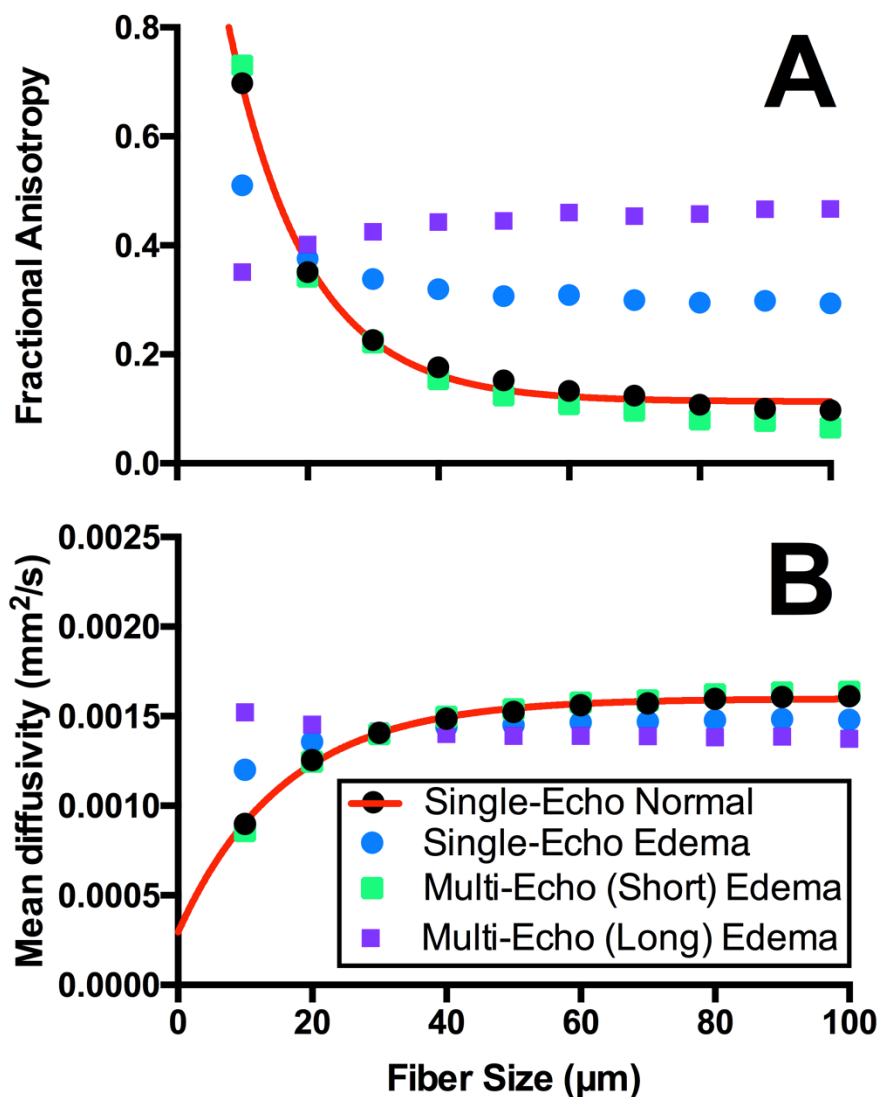 A
Fractional Anisotropy
0.8
0.6
0.4
0.2
0.0
B
Mean diffusivity (mm²/s)
0.0025
0.0020
0.0015
0.0010
0.0005
0.0000
Single-Echo Normal
Single-Echo Edema
Multi-Echo (Short) Edema
Multi-Echo (Long) Edema
0 20 40 60 80 100
Fiber Size (µm)